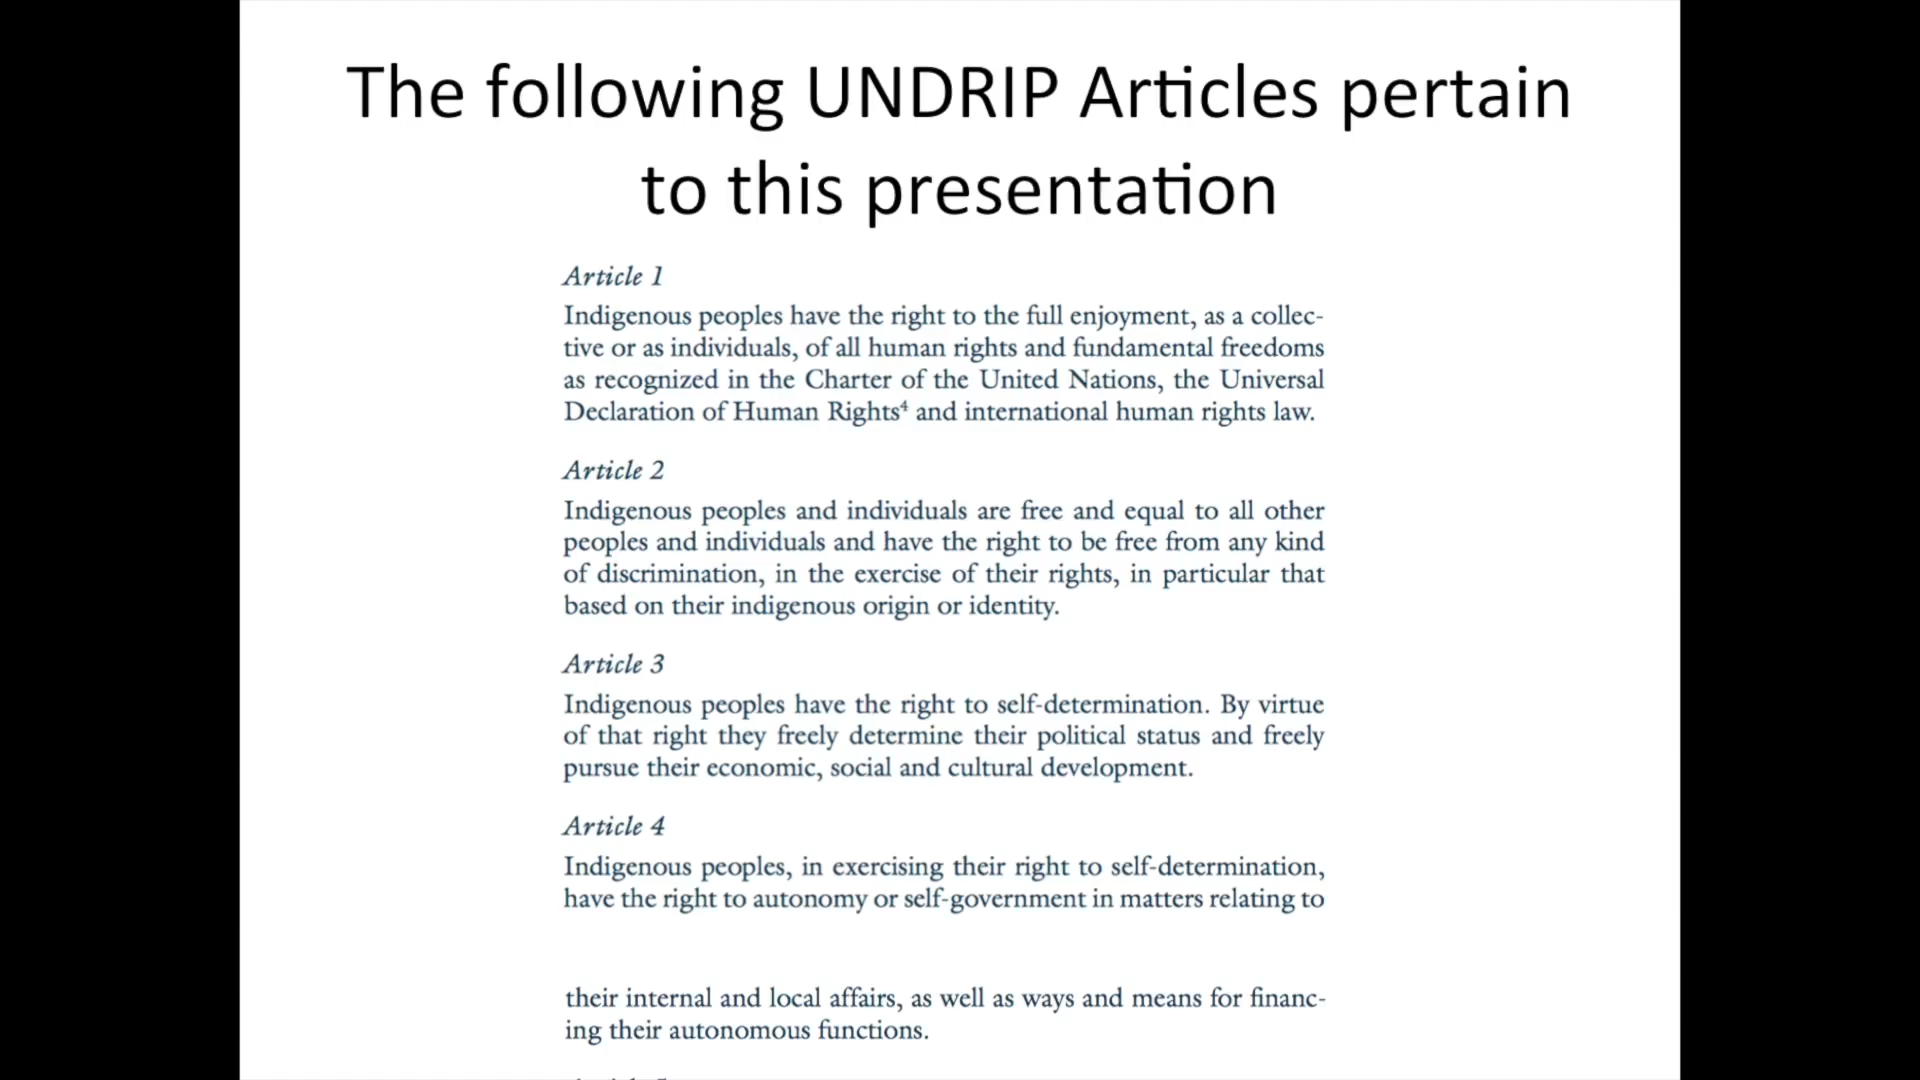 The following UNDRIP Articles pertain
to this presentation
Article 1
Indigenous peoples have the right to the full enjoyment, as a collec-
tive or as individuals, of all human rights and fundamental freedoms
as recognized in the Charter of the United Nations, the Universal
Declaration of Human Rights⁴ and international human rights law.
Article 2
Indigenous peoples and individuals are free and equal to all other
peoples and individuals and have the right to be free from any kind
of discrimination, in the exercise of their rights, in particular that
based on their indigenous origin or identity.
Article 3
Indigenous peoples have the right to self-determination. By virtue
of that right they freely determine their political status and freely
pursue their economic, social and cultural development.
Article 4
Indigenous peoples, in exercising their right to self-determination,
have the right to autonomy or self-government in matters relating to
their internal and local affairs, as well as ways and means for financ-
ing their autonomous functions.